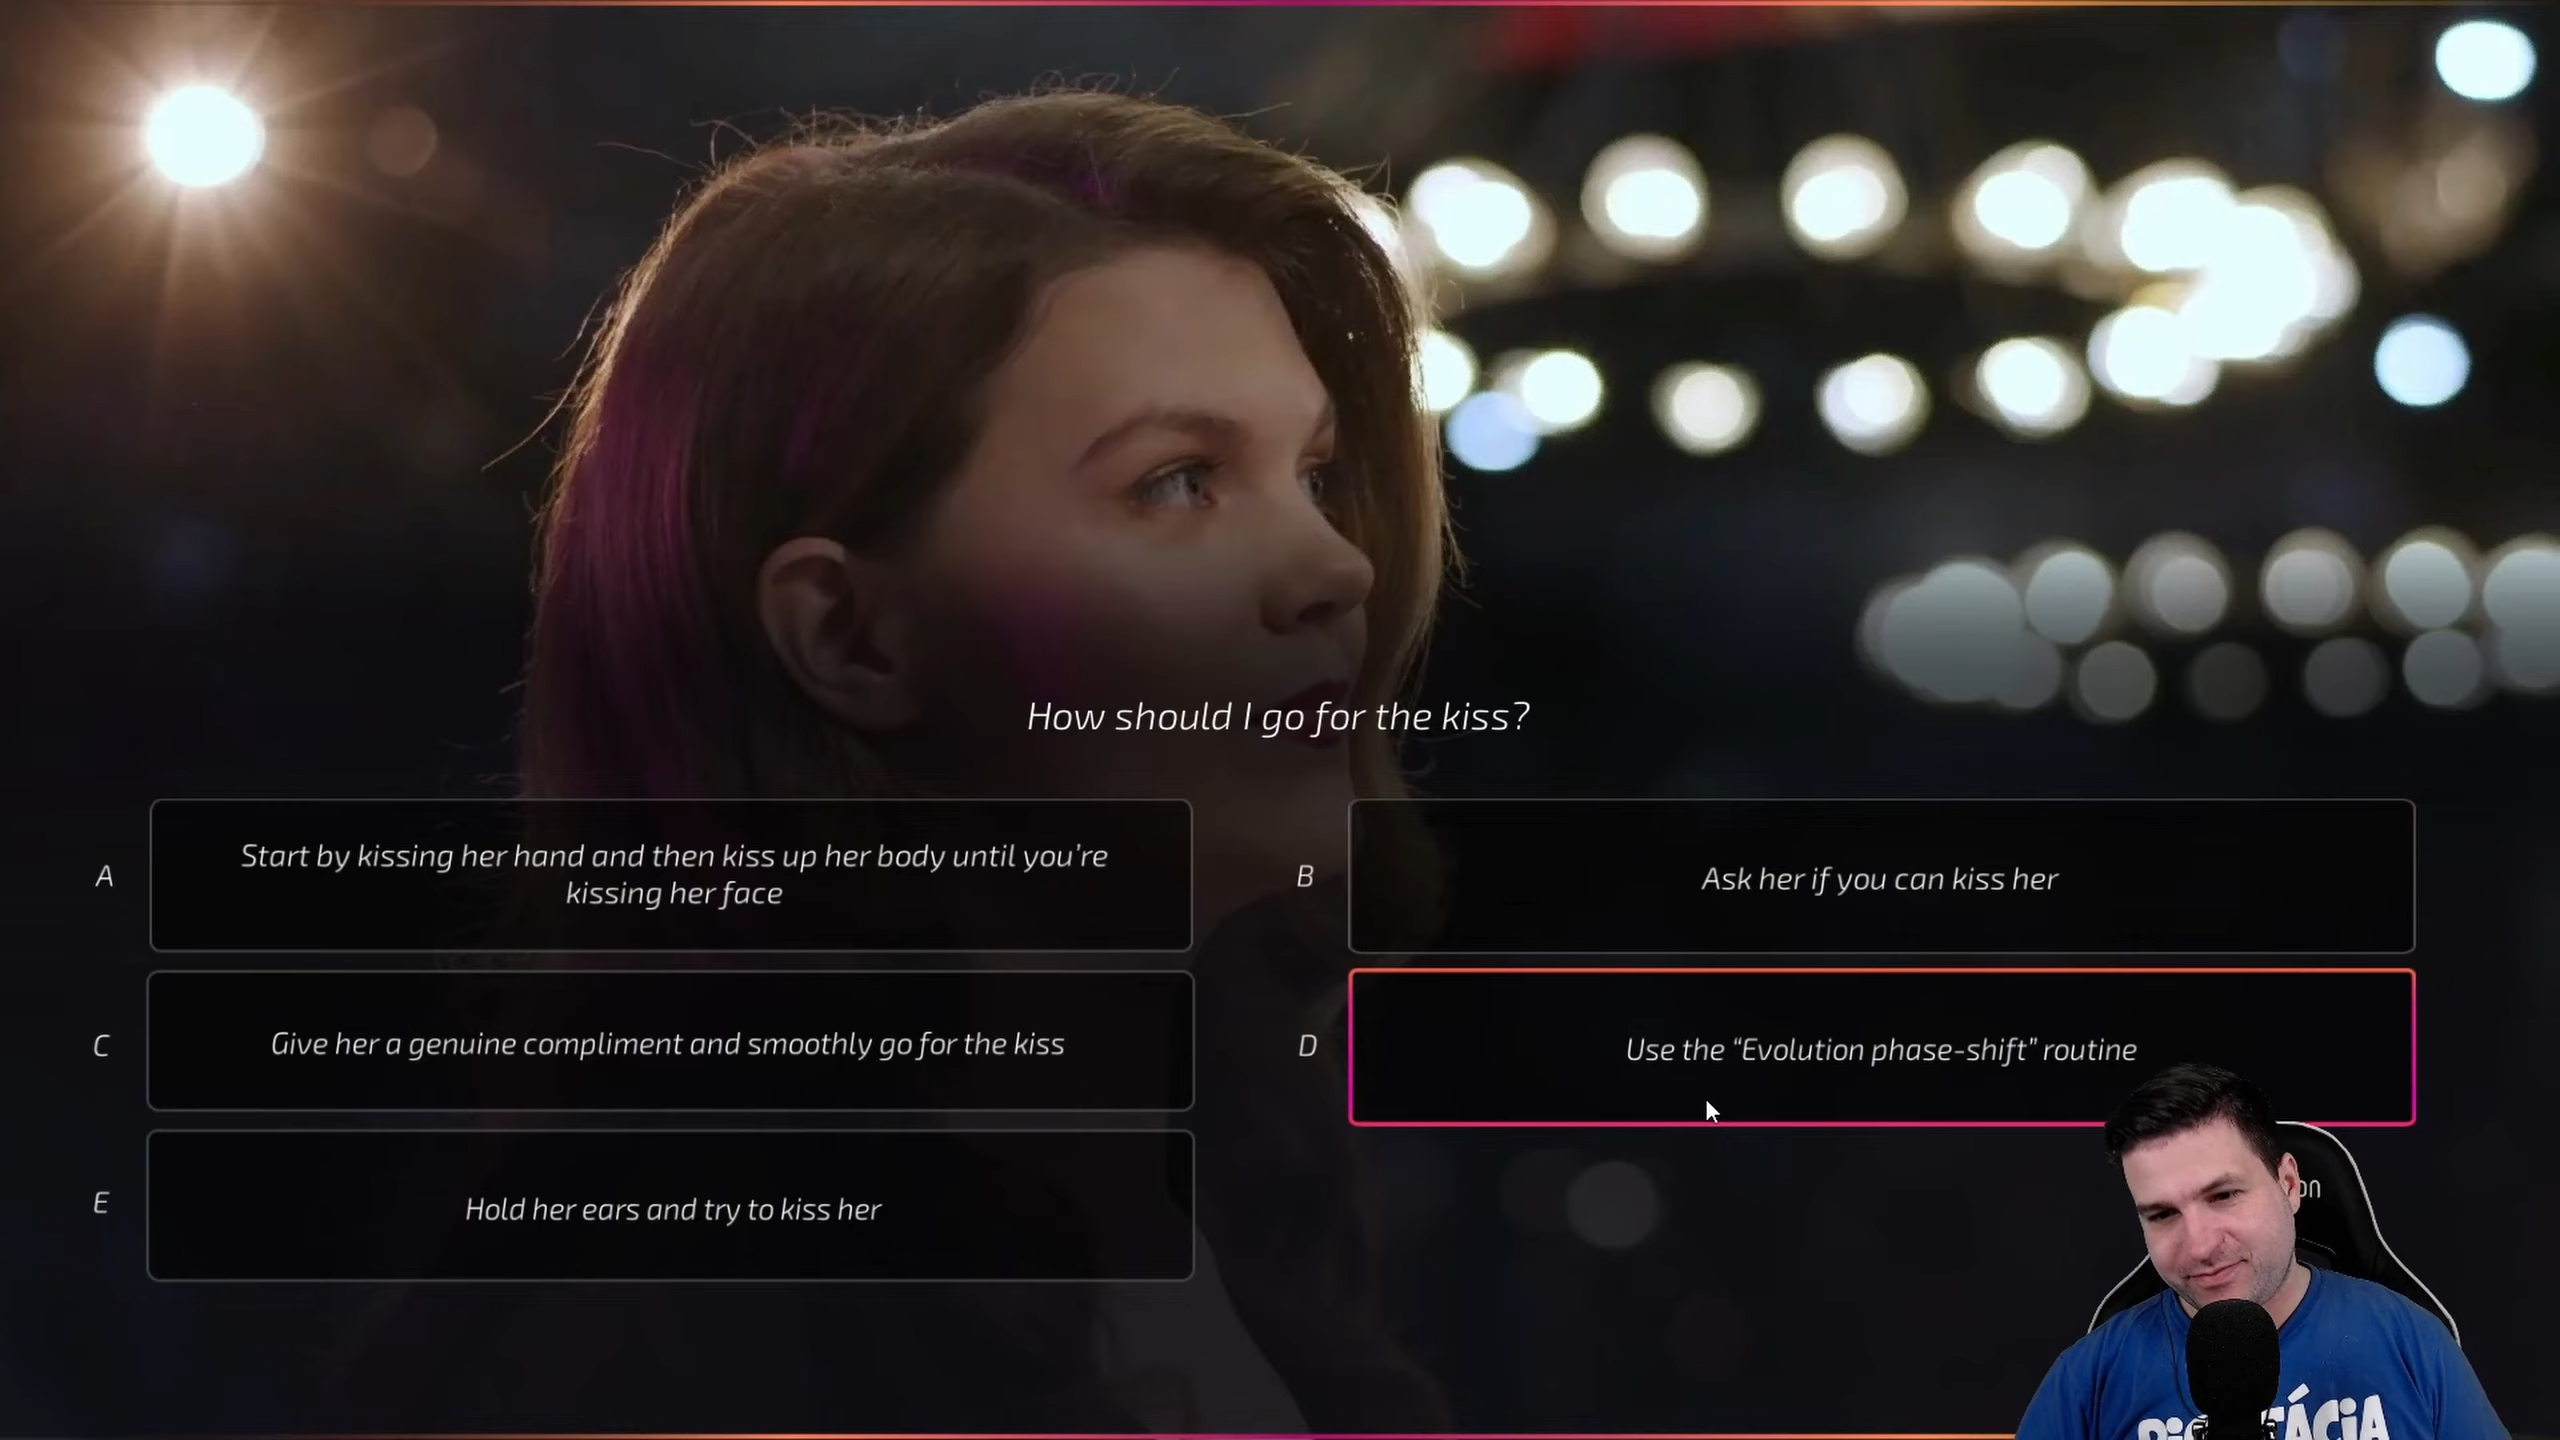 How should I go for the kiss?
A
Start by kissing her hand and then kiss up her body until you're
kissing her face
B
Ask her if you can kiss her
C
Give her a genuine compliment and smoothly go for the kiss
D
Use the “Evolution phase-shift” routine
E
Hold her ears and try to kiss her